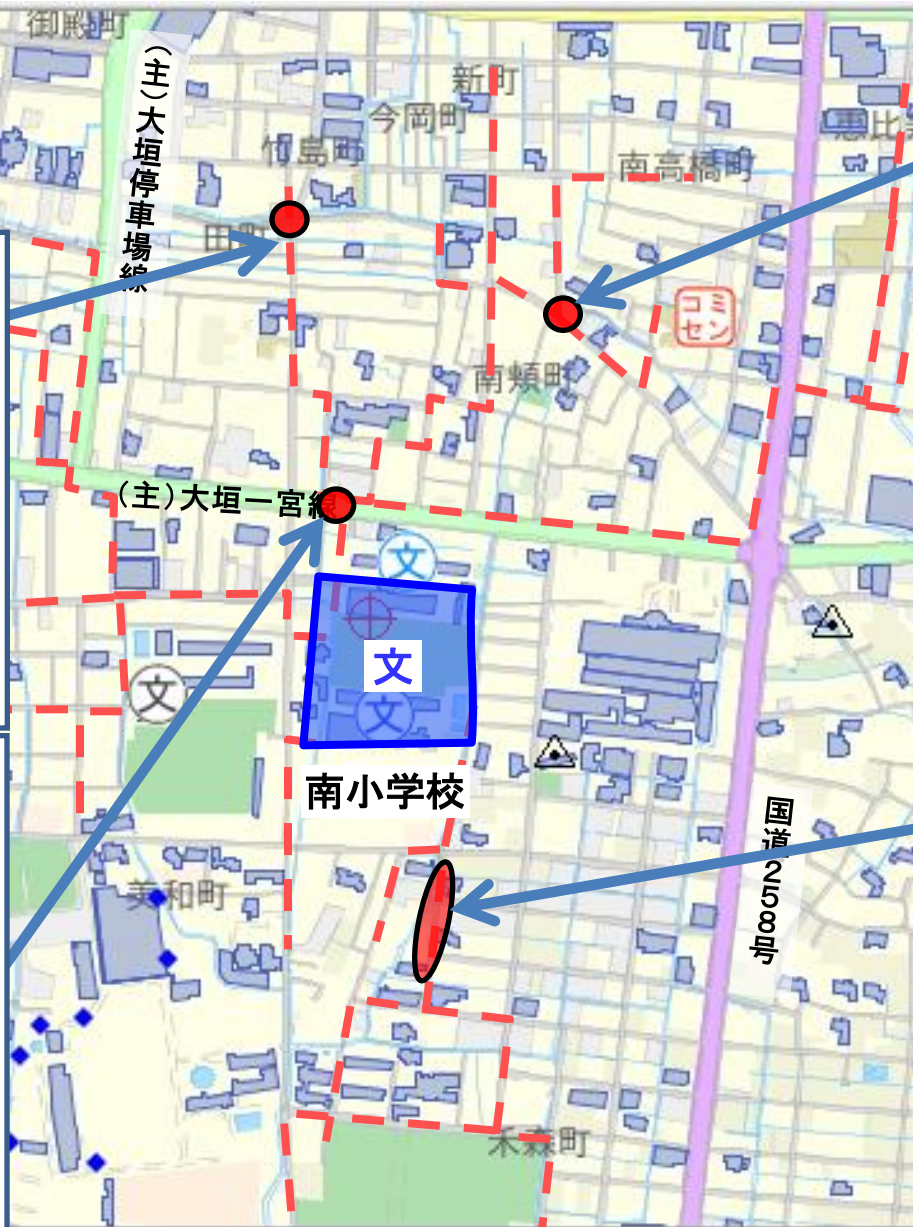 御殿町
(主)大垣停車場線
新町
今岡町
竹島町
南高橋町
田町
コミ
セン
南頬町
(主)大垣一宮線
文
文
文
文
南小学校
国道258号
美和町
禾森町